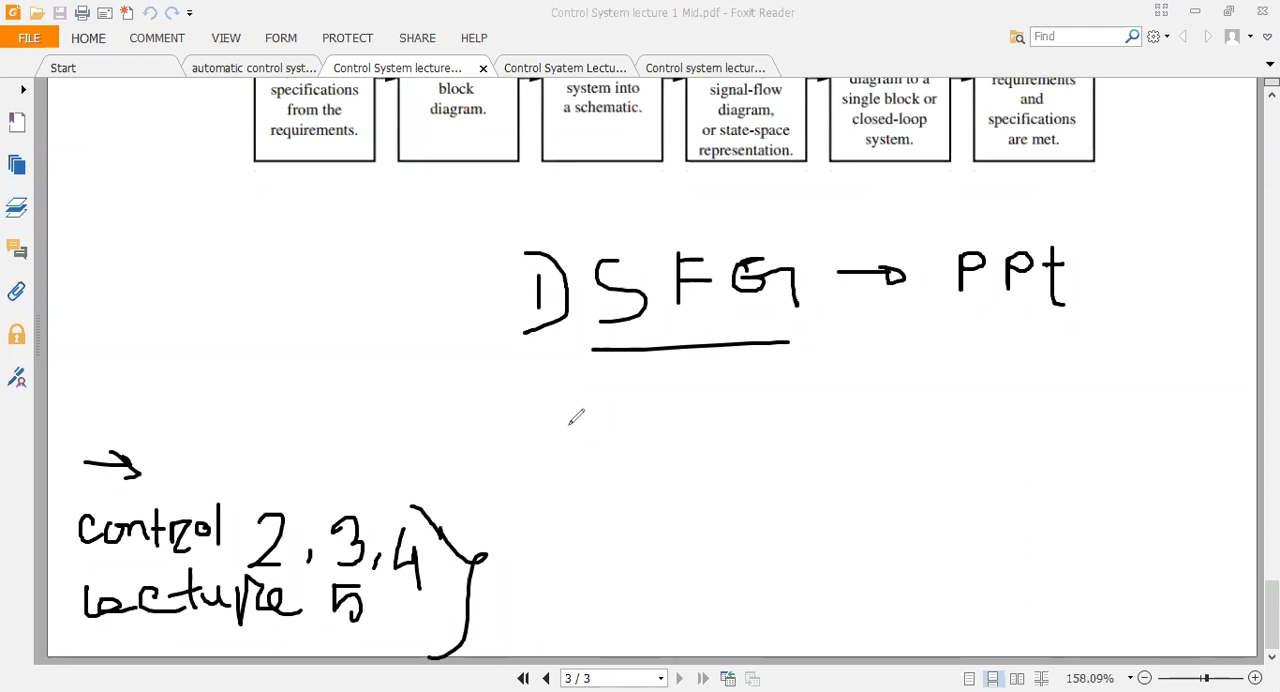 Control System lecture 1 Mid.pdf - Foxit Reader
FILE HOME COMMENT VIEW FORM PROTECT SHARE HELP Find
Start automatic control syst... Control System lecture... Control Syatem Lectu... Control system lectur...
specifications
from the
requirements.
block
diagram.
system into
a schematic.
signal-flow
diagram,
or state-space
representation.
diagram to a
single block or
closed-loop
system.
requirements
and
specifications
are met.
DSFG → PPt
→
control 2, 3, 4
lecture 5
3 / 3 158.09%